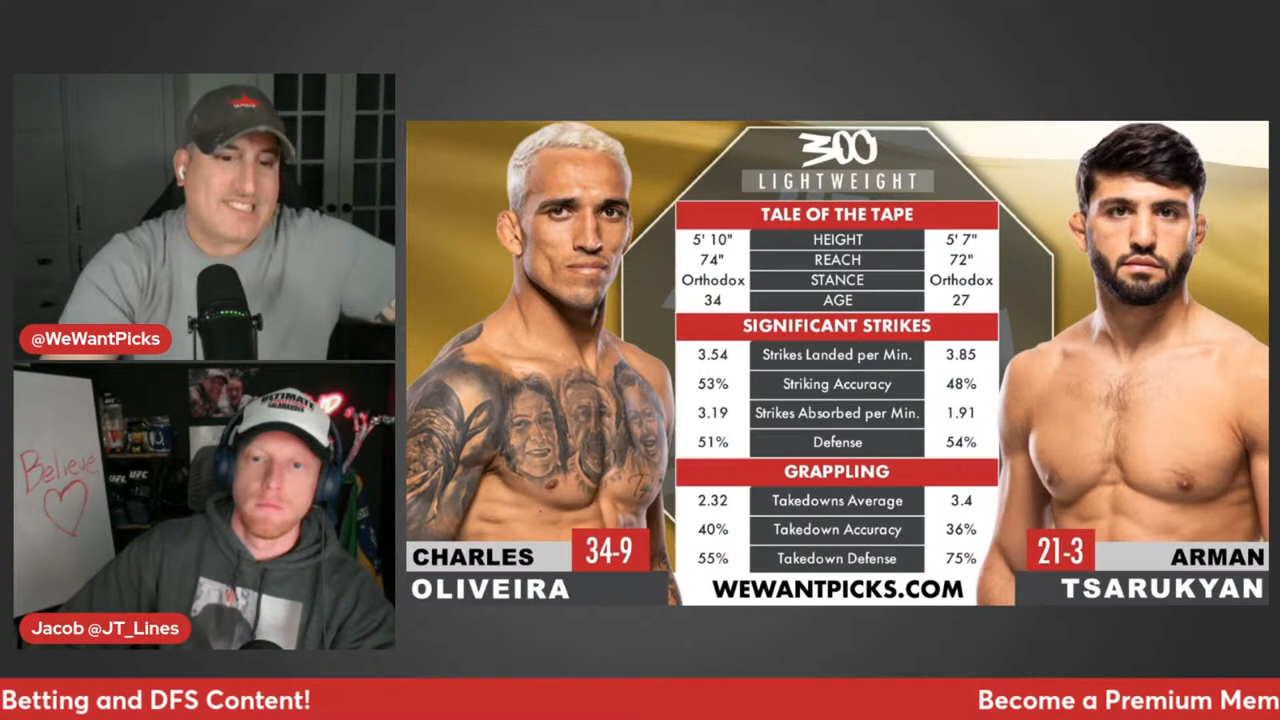 @WeWantPicks
Believe
ULTIMATE
SALAMANDER
UFL UFC
Jacob @JT_Lines
300
LIGHTWEIGHT
TALE OF THE TAPE
5' 10" HEIGHT 5' 7"
74" REACH 72"
Orthodox STANCE Orthodox
34 AGE 27
SIGNIFICANT STRIKES
3.54 Strikes Landed per Min. 3.85
53% Striking Accuracy 48%
3.19 Strikes Absorbed per Min. 1.91
51% Defense 54%
GRAPPLING
2.32 Takedowns Average 3.4
40% Takedown Accuracy 36%
55% Takedown Defense 75%
CHARLES 34-9
OLIVEIRA
21-3 ARMAN
TSARUKYAN
WEWANTPICKS.COM
Betting and DFS Content!
Become a Premium Mem